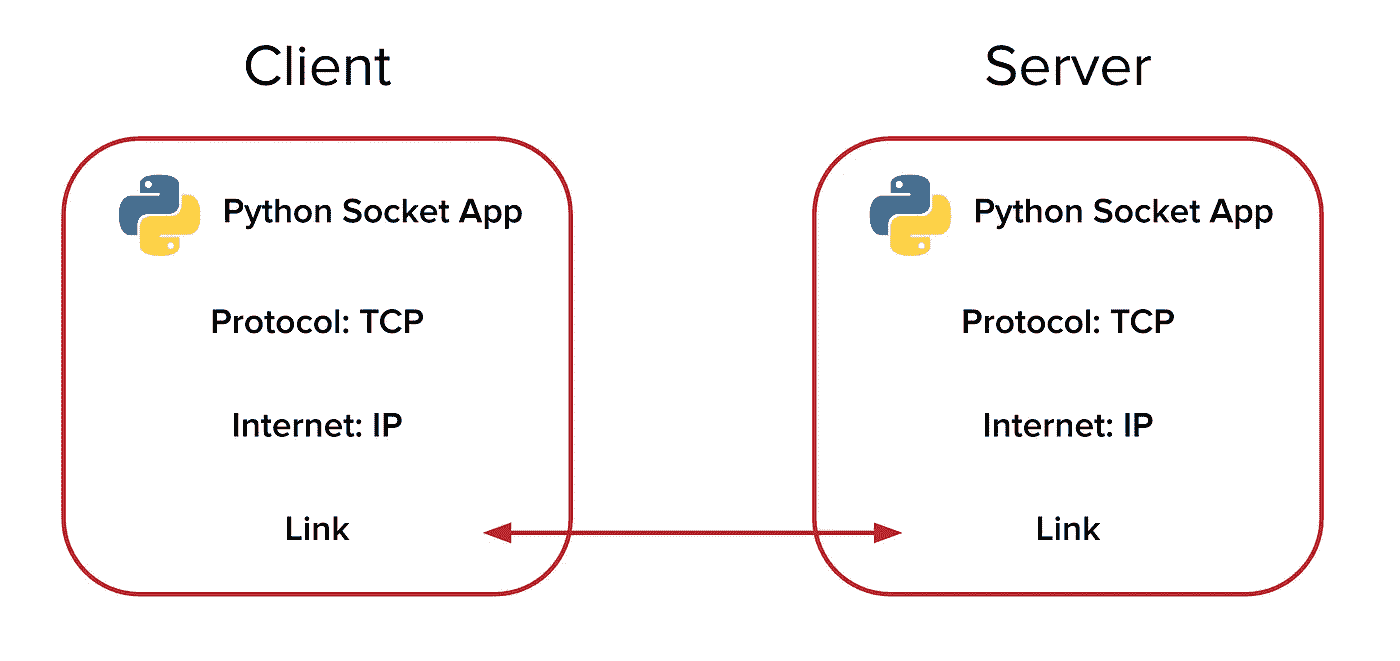 Client
Server
Python Socket App
Protocol: TCP
Internet: IP
Link
Python Socket App
Protocol: TCP
Internet: IP
Link